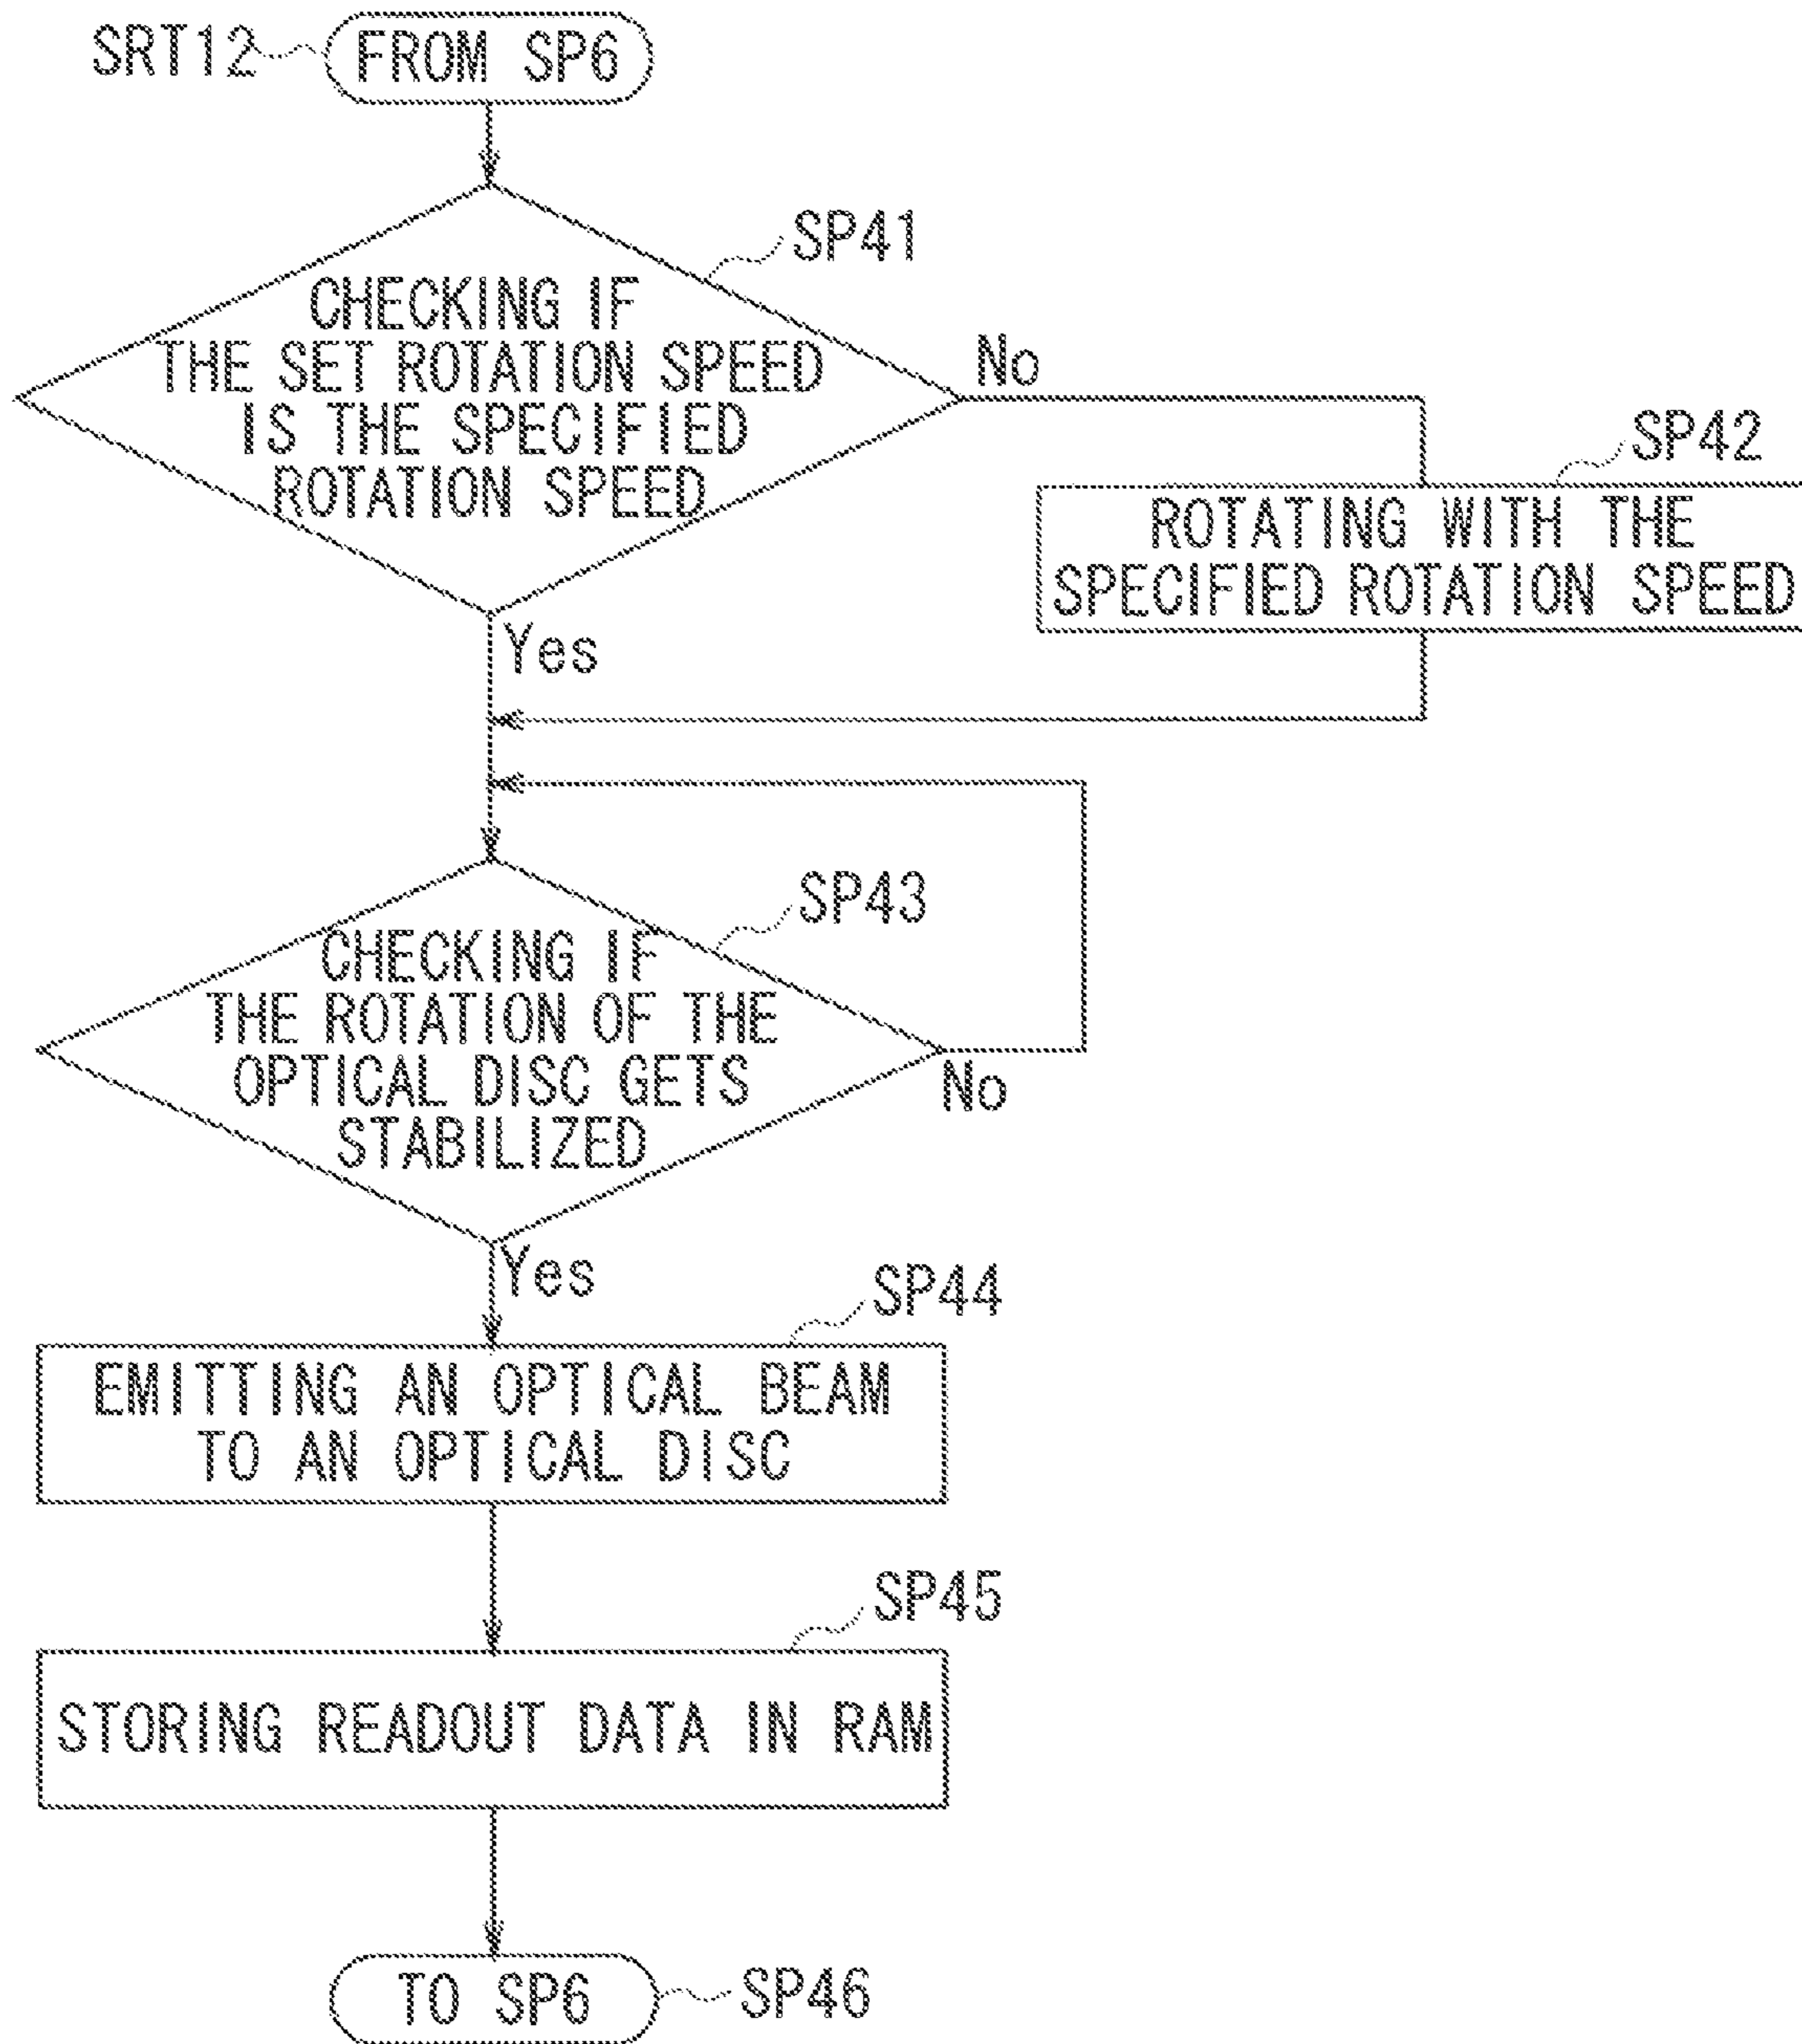 SRT12
FROM SP6
SP41
CHECKING IF
THE SET ROTATION SPEED
IS THE SPECIFIED
ROTATION SPEED
No
SP42
ROTATING WITH THE
SPECIFIED ROTATION SPEED
Yes
SP43
CHECKING IF
THE ROTATION OF THE
OPTICAL DISC GETS
STABILIZED
No
Yes
SP44
EMITTING AN OPTICAL BEAM
TO AN OPTICAL DISC
SP45
STORING READOUT DATA IN RAM
TO SP6
SP46